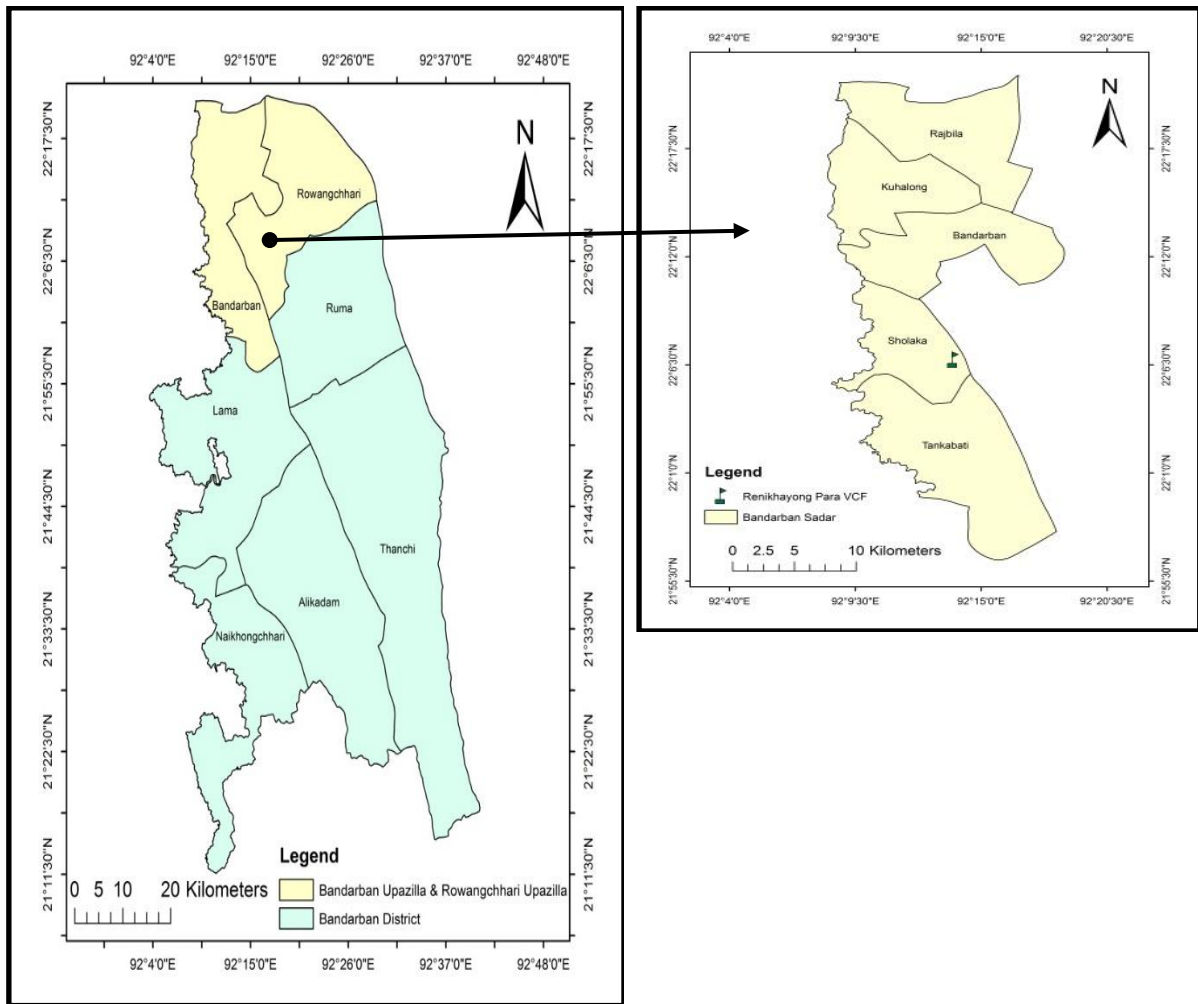 92°4'0"E 92°15'0"E 92°26'0"E 92°37'0"E 92°48'0"E
22°17'30"N
22°6'30"N
21°55'30"N
21°44'30"N
21°33'30"N
21°22'30"N
21°11'30"N
N
Rowangchhari
Bandarban
Ruma
Lama
Thanchi
Alikadam
Naikhongchhari
22°17'30"N
22°6'30"N
21°55'30"N
21°44'30"N
21°33'30"N
21°22'30"N
21°11'30"N
Legend
Bandarban Upazilla & Rowangchhari Upazilla
Bandarban District
0 5 10 20 Kilometers
92°4'0"E 92°15'0"E 92°26'0"E 92°37'0"E 92°48'0"E
92°4'0"E 92°9'30"E 92°15'0"E 92°20'30"E
22°17'30"N
22°12'0"N
22°6'30"N
22°1'0"N
21°55'30"N
N
Rajbila
Kuhalong
Bandarban
Sholaka
Tankabati
22°17'30"N
22°12'0"N
22°6'30"N
22°1'0"N
21°55'30"N
Legend
Renikhayong Para VCF
Bandarban Sadar
0 2.5 5 10 Kilometers
92°4'0"E 92°9'30"E 92°15'0"E 92°20'30"E